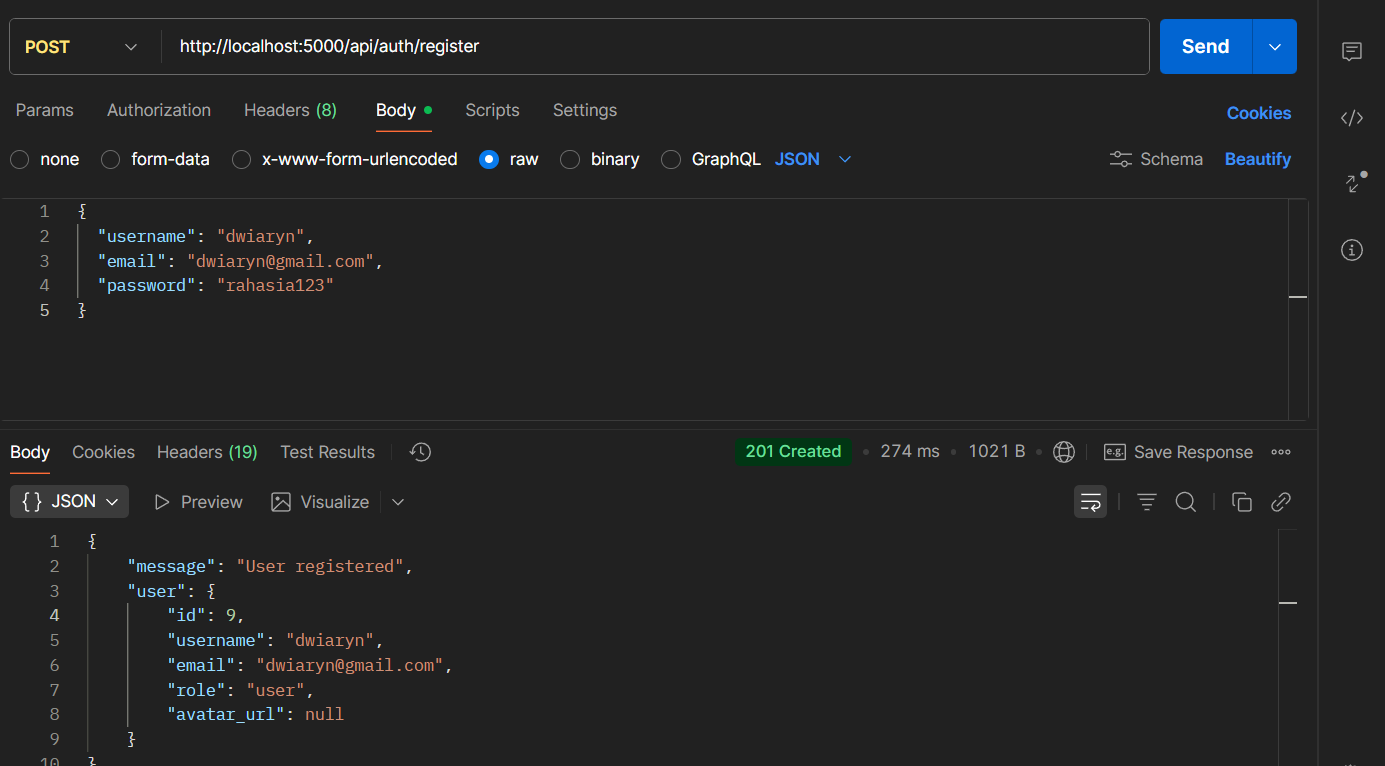 POST http://localhost:5000/api/auth/register Send
Params Authorization Headers (8) Body Scripts Settings Cookies
none form-data x-www-form-urlencoded raw binary GraphQL JSON Schema Beautify
1 {
2 "username": "dwiaryn",
3 "email": "dwiaryn@gmail.com",
4 "password": "rahasia123"
5 }
Body Cookies Headers (19) Test Results 201 Created 274 ms 1021 B e.g. Save Response
{} JSON Preview Visualize
1 {
2 "message": "User registered",
3 "user": {
4 "id": 9,
5 "username": "dwiaryn",
6 "email": "dwiaryn@gmail.com",
7 "role": "user",
8 "avatar_url": null
9 }
10 }